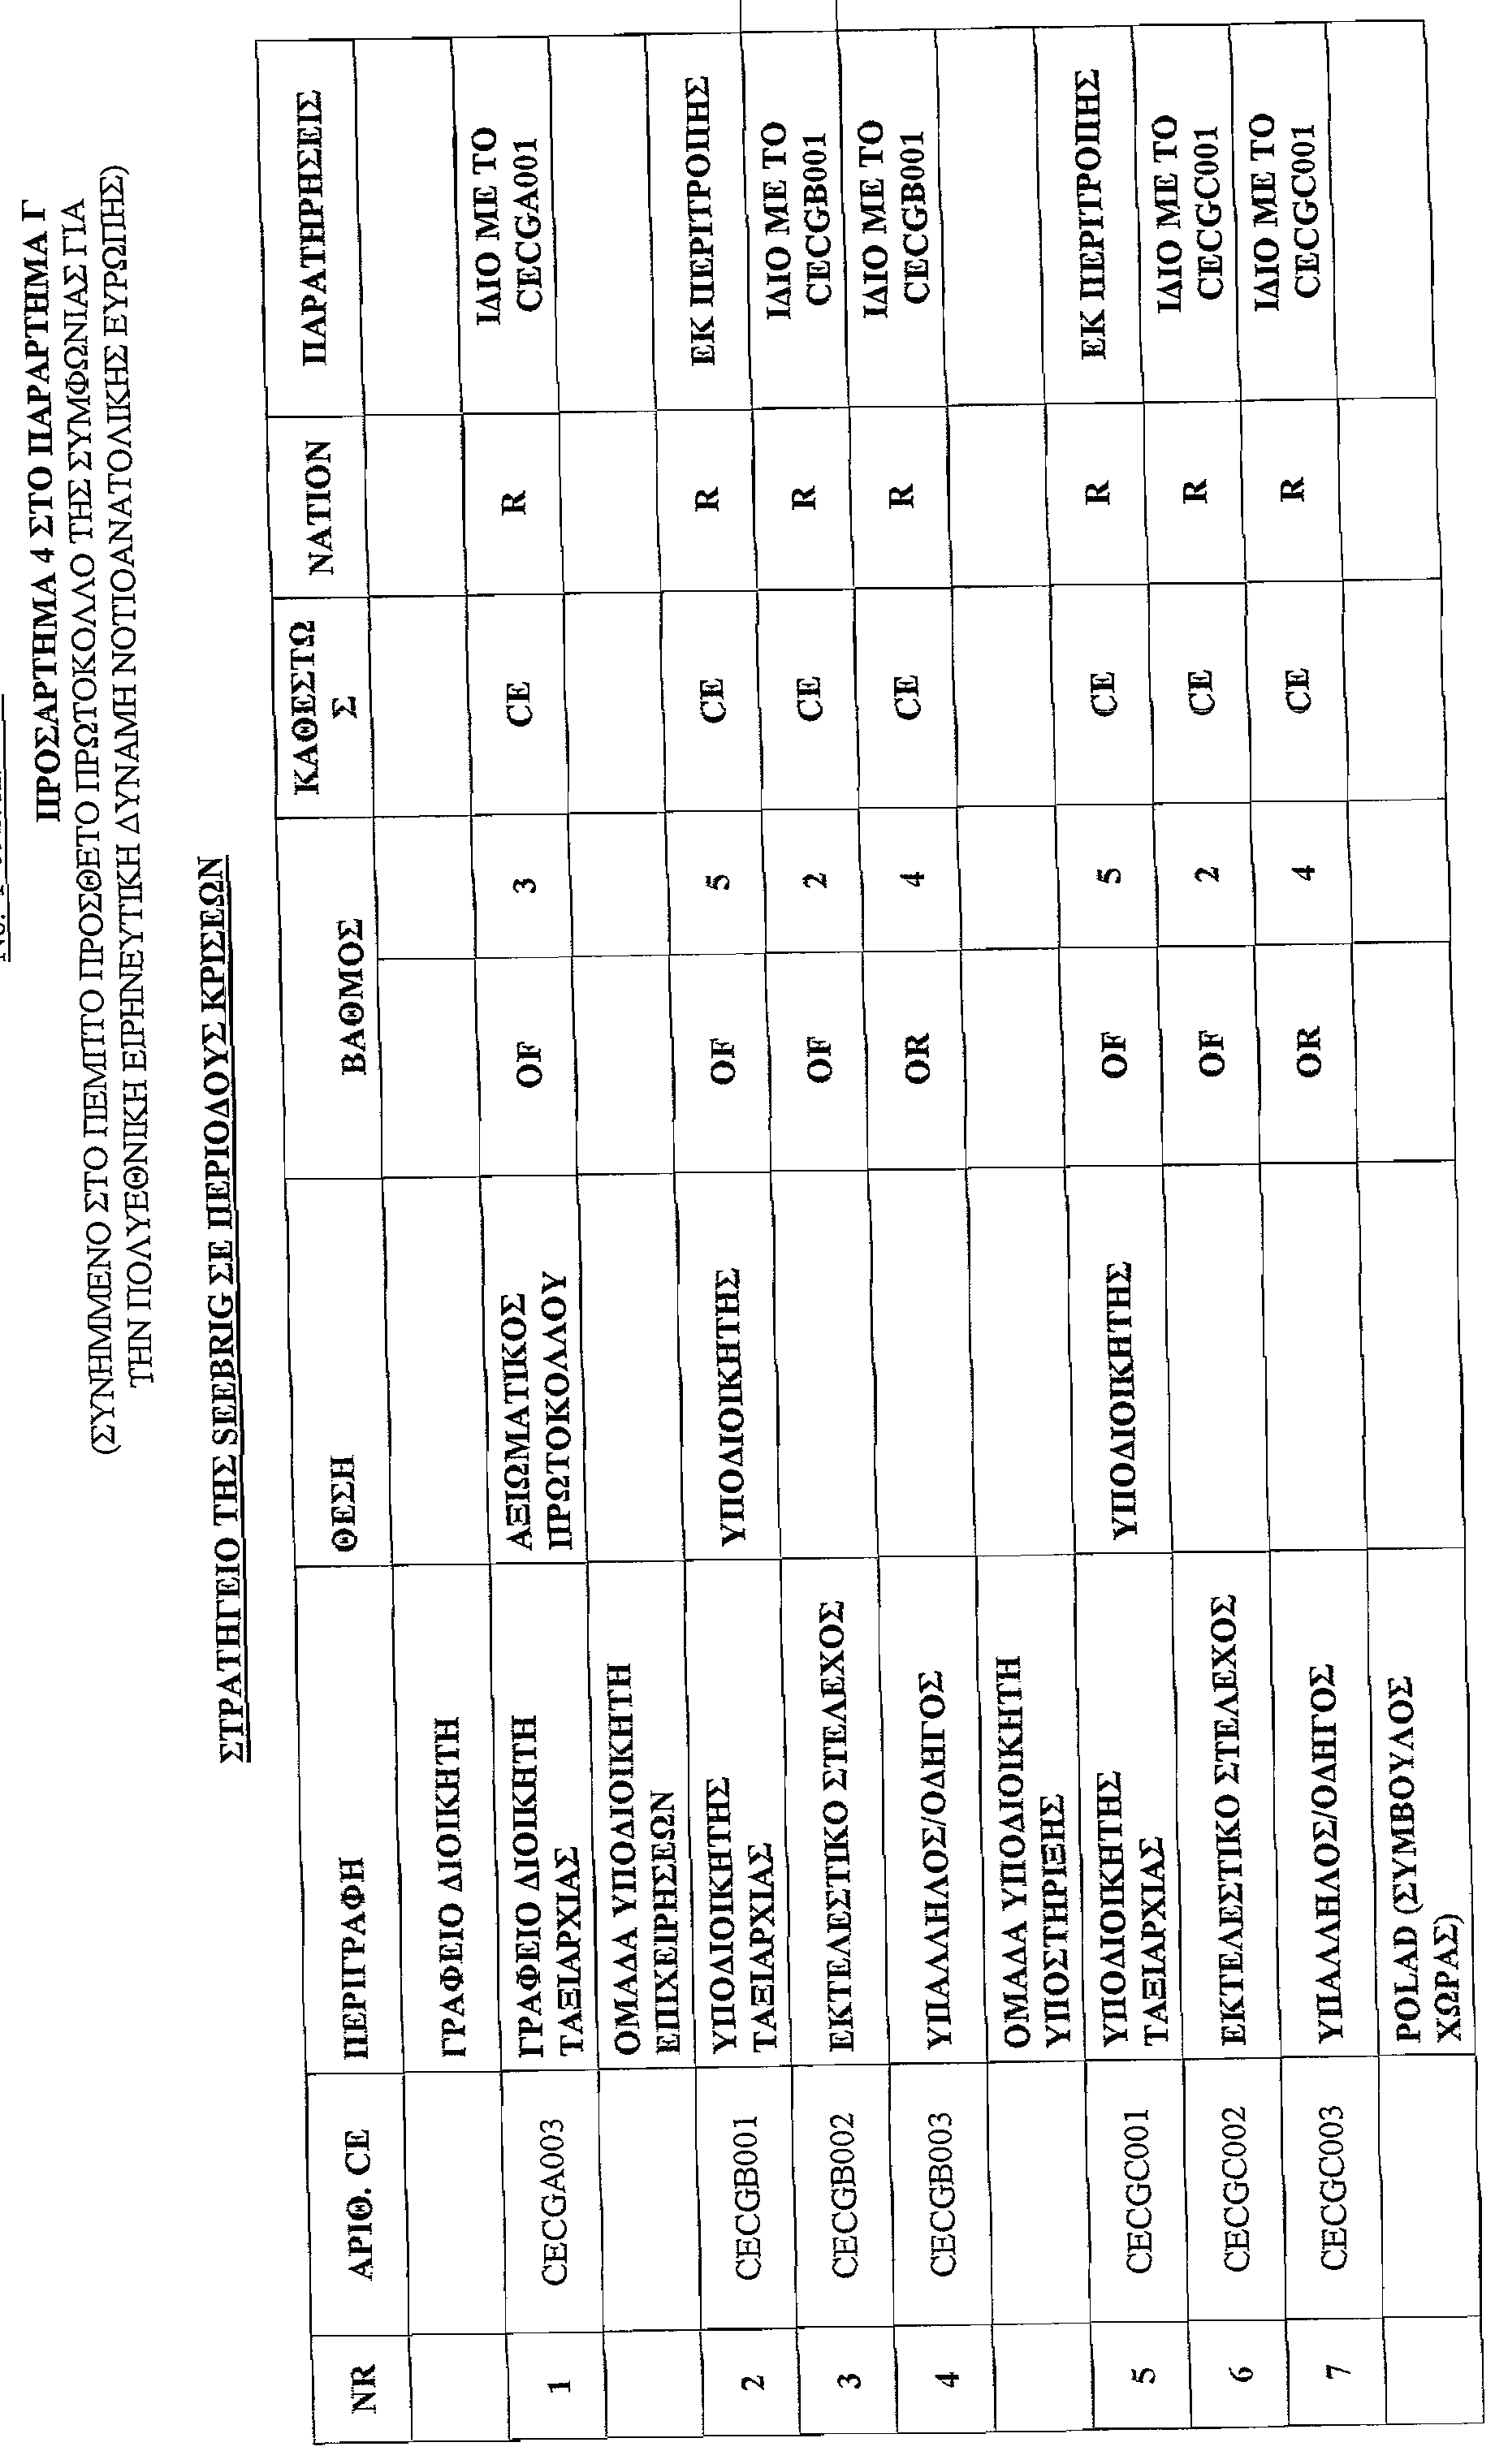 ΠΡΟΣΑΡΤΗΜΑ 4 ΣΤΟ ΠΑΡΑΡΤΗΜΑ Γ
(ΣΥΝΗΜΜΕΝΟ ΣΤΟ ΠΕΜΠΤΟ ΠΡΟΣΘΕΤΟ ΠΡΩΤΟΚΟΛΛΟ ΤΗΣ ΣΥΜΦΩΝΙΑΣ ΓΙΑ
ΤΗΝ ΠΟΛΥΕΘΝΙΚΗ ΕΙΡΗΝΕΥΤΙΚΗ ΔΥΝΑΜΗ ΝΟΤΙΟΑΝΑΤΟΛΙΚΗΣ ΕΥΡΩΠΗΣ)
ΣΤΡΑΤΗΓΕΙΟ ΤΗΣ SEEBRIG ΣΕ ΠΕΡΙΟΔΟΥΣ ΚΡΙΣΕΩΝ
NR ΑΡΙΘ. CE ΠΕΡΙΓΡΑΦΗ ΘΕΣΗ ΒΑΘΜΟΣ ΚΑΘΕΣΤΩ ΝΑΤΙΟΝ ΠΑΡΑΤΗΡΗΣΕΙΣ
Σ
ΓΡΑΦΕΙΟ ΔΙΟΙΚΗΤΗ
1 CECGA003 ΓΡΑΦΕΙΟ ΔΙΟΙΚΗΤΗ ΑΞΙΩΜΑΤΙΚΟΣ OF 3 CE R ΙΔΙΟ ΜΕ ΤΟ
ΤΑΞΙΑΡΧΙΑΣ ΠΡΩΤΟΚΟΛΛΟΥ CECGA001
ΟΜΑΔΑ ΥΠΟΔΙΟΙΚΗΤΗ
ΕΠΙΧΕΙΡΗΣΕΩΝ
2 CECGB001 ΥΠΟΔΙΟΙΚΗΤΗΣ ΥΠΟΔΙΟΙΚΗΤΗΣ OF 5 CE R ΕΚ ΠΕΡΙΤΡΟΠΗΣ
ΤΑΞΙΑΡΧΙΑΣ
3 CECGB002 ΕΚΤΕΛΕΣΤΙΚΟ ΣΤΕΛΕΧΟΣ OF 2 CE R ΙΔΙΟ ΜΕ ΤΟ
CECGB001
4 CECGB003 ΥΠΑΛΛΗΛΟΣ/ΟΔΗΓΟΣ OR 4 CE R ΙΔΙΟ ΜΕ ΤΟ
CECGB001
ΟΜΑΔΑ ΥΠΟΔΙΟΙΚΗΤΗ
ΥΠΟΣΤΗΡΙΞΗΣ
5 CECGC001 ΥΠΟΔΙΟΙΚΗΤΗΣ ΥΠΟΔΙΟΙΚΗΤΗΣ OF 5 CE R ΕΚ ΠΕΡΙΤΡΟΠΗΣ
ΤΑΞΙΑΡΧΙΑΣ
6 CECGC002 ΕΚΤΕΛΕΣΤΙΚΟ ΣΤΕΛΕΧΟΣ OF 2 CE R ΙΔΙΟ ΜΕ ΤΟ
CECGC001
7 CECGC003 ΥΠΑΛΛΗΛΟΣ/ΟΔΗΓΟΣ OR 4 CE R ΙΔΙΟ ΜΕ ΤΟ
CECGC001
POLAD (ΣΥΜΒΟΥΛΟΣ
ΧΩΡΑΣ)